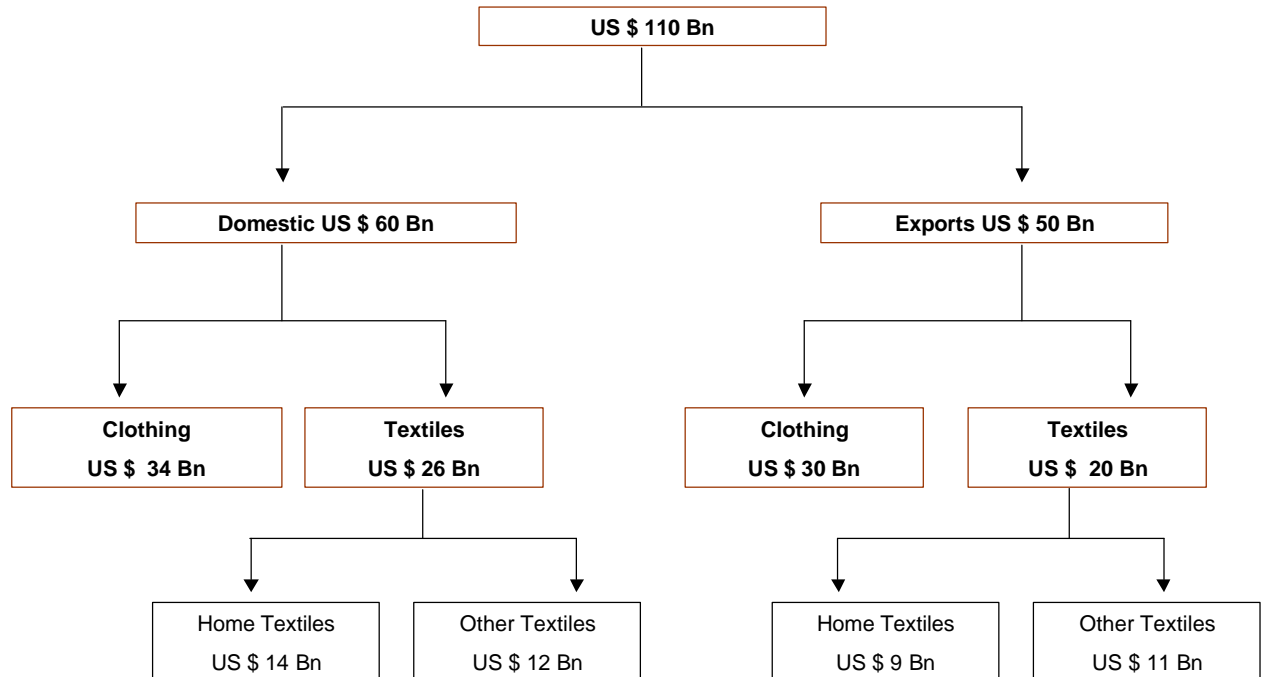 US $ 110 Bn
Domestic US $ 60 Bn
Exports US $ 50 Bn
Clothing
US $ 34 Bn
Textiles
US $ 26 Bn
Clothing
US $ 30 Bn
Textiles
US $ 20 Bn
Home Textiles
US $ 14 Bn
Other Textiles
US $ 12 Bn
Home Textiles
US $ 9 Bn
Other Textiles
US $ 11 Bn